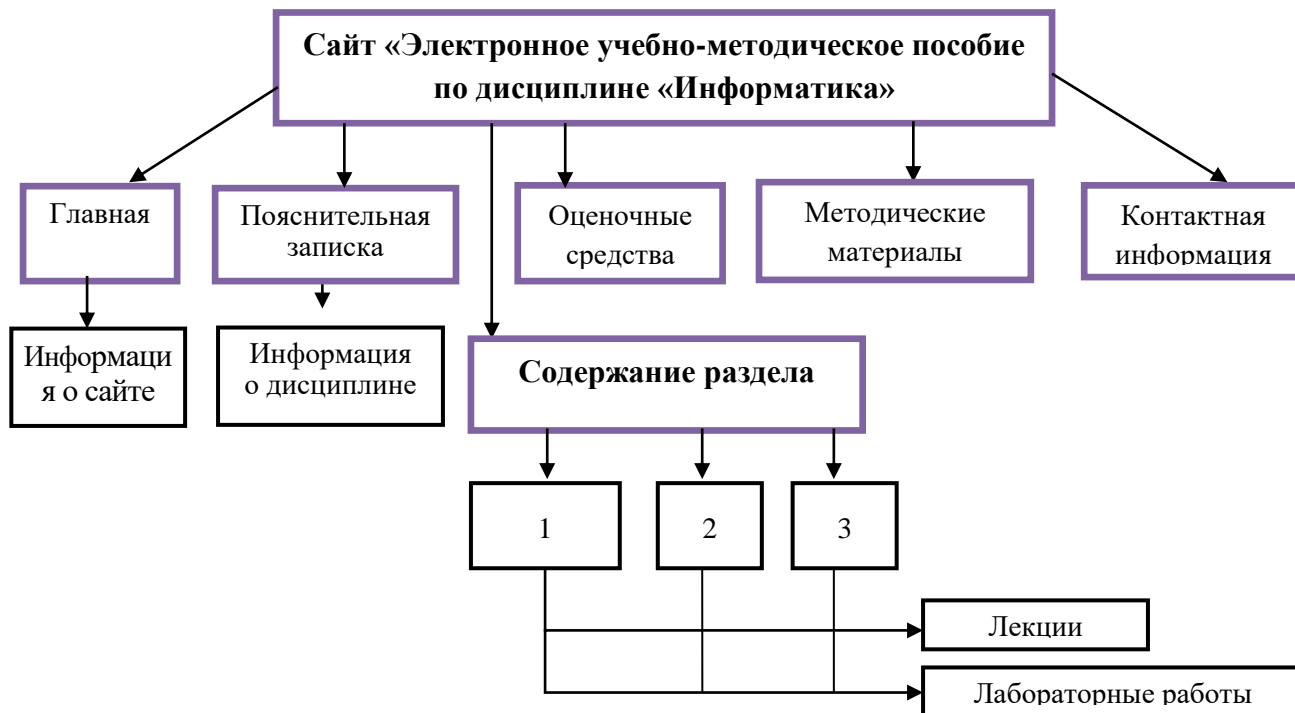 Сайт «Электронное учебно-методическое пособие
по дисциплине «Информатика»
Главная
Пояснительная
записка
Оценочные
средства
Методические
материалы
Контактная
информация
Информаци
я о сайте
Информация
о дисциплине
Содержание раздела
1
2
3
Лекции
Лабораторные работы